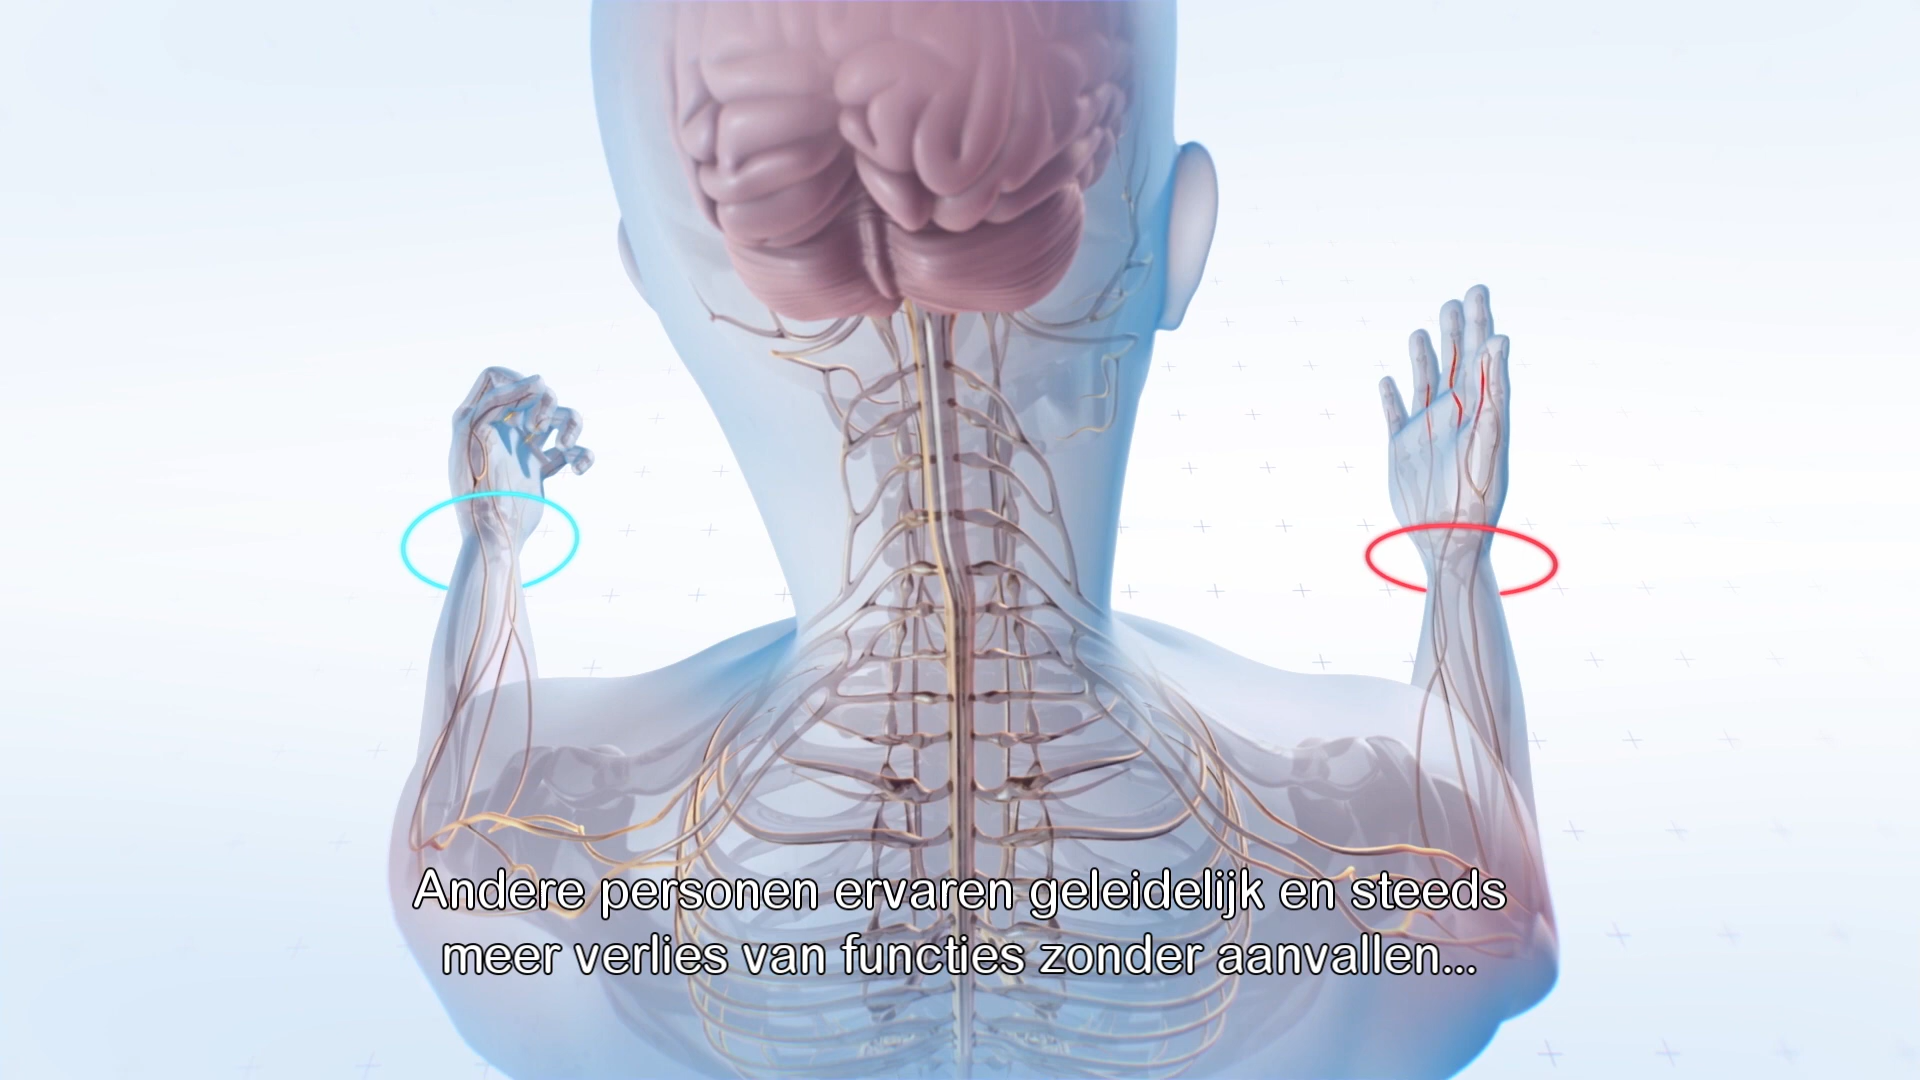 Andere personen ervaren geleidelijk en steeds
meer verlies van functies zonder aanvallen...